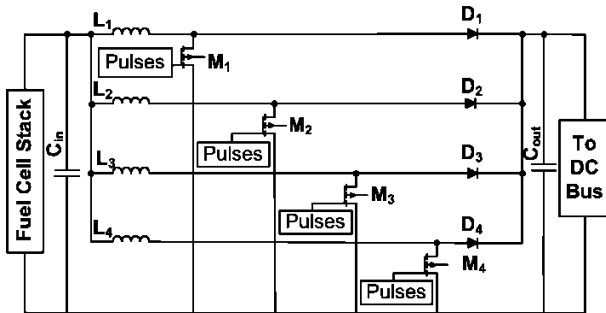 L1
D1
Pulses
M1
L2
D2
Pulses
M2
Fuel Cell Stack
Cin
L3
D3
Pulses
M3
Cout
To
DC
Bus
L4
D4
Pulses
M4